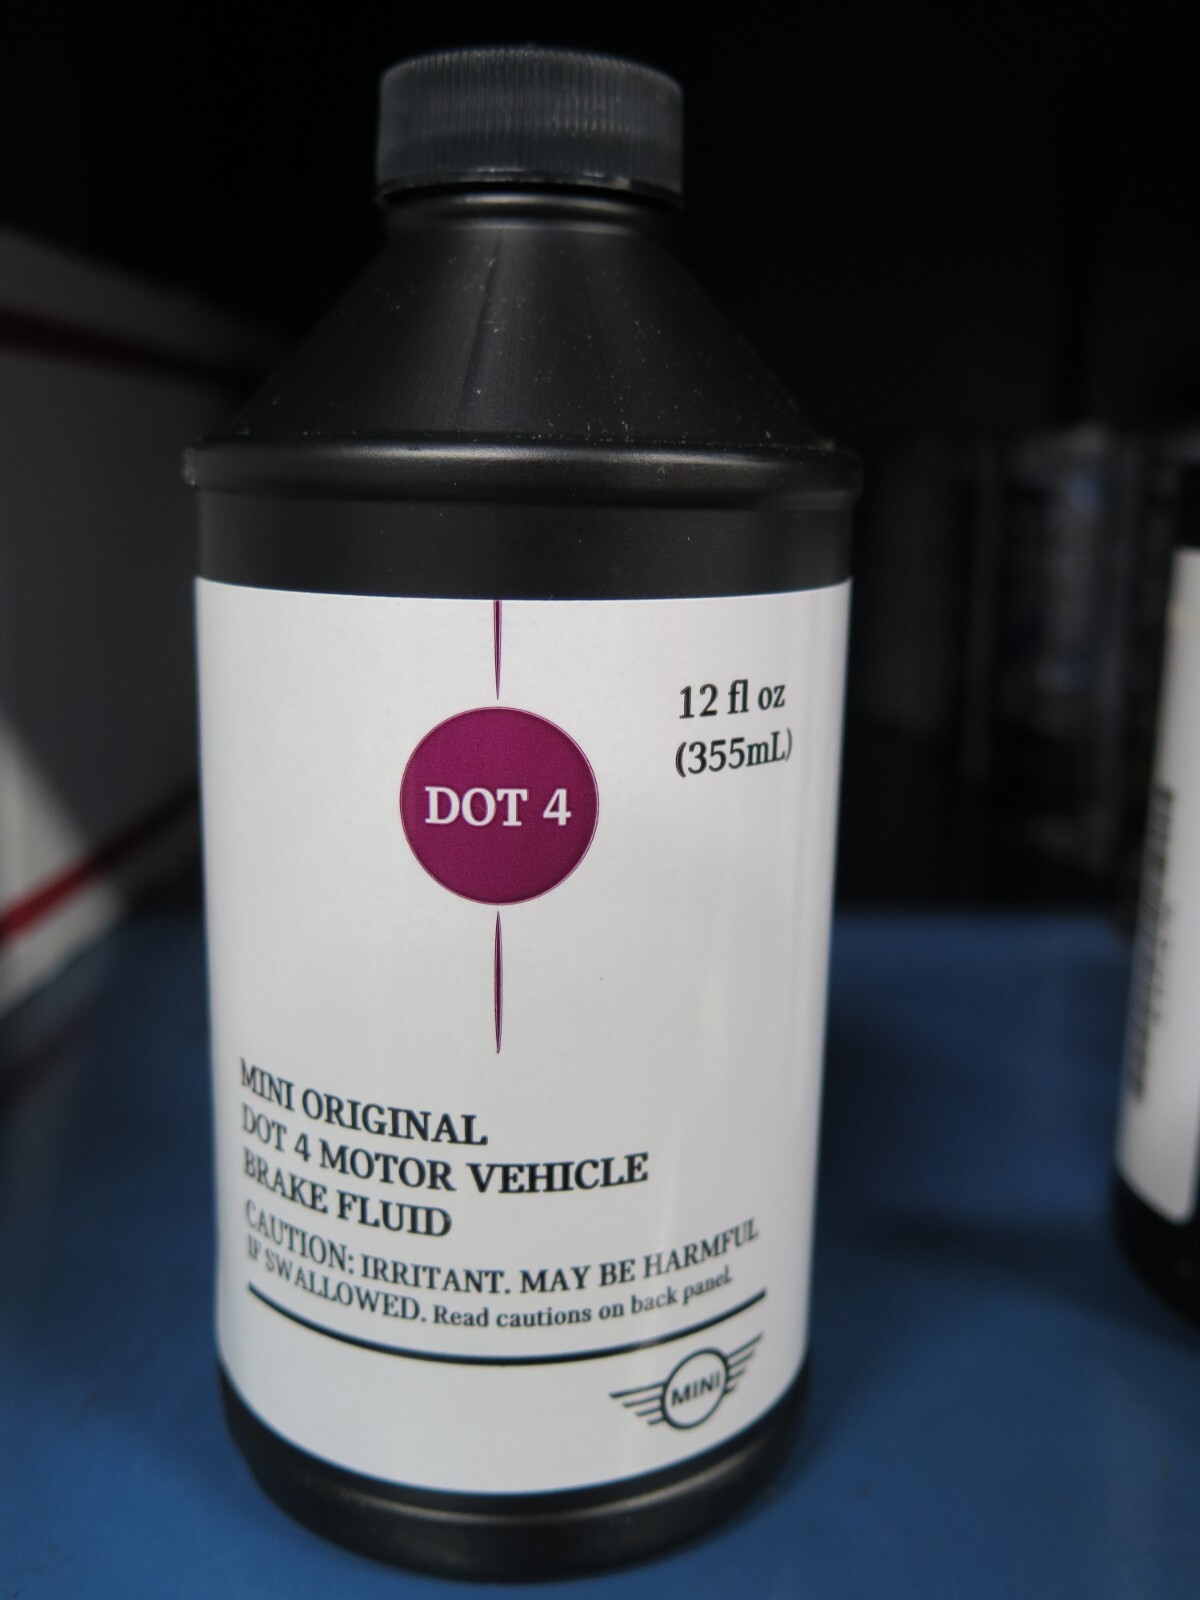 12 fl oz
(355mL)
DOT 4
MINI ORIGINAL
DOT 4 MOTOR VEHICLE
BRAKE FLUID
CAUTION: IRRITANT. MAY BE HARMFUL
IF SWALLOWED. Read cautions on back panel.
MINI